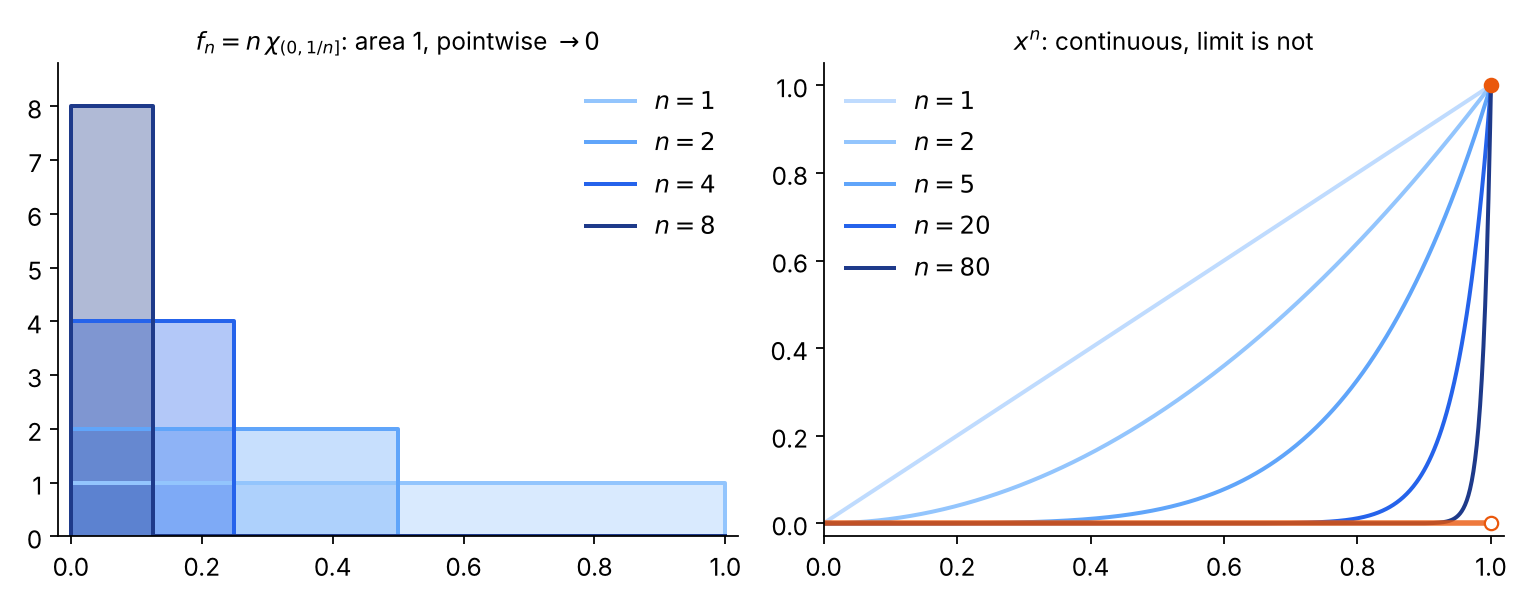 fₙ = n χ₍₀, ₁/ₙ₎]: area 1, pointwise → 0
8
7
6
5
4
3
2
1
0
0.0 0.2 0.4 0.6 0.8 1.0
n = 1
n = 2
n = 4
n = 8
xⁿ: continuous, limit is not
1.0
0.8
0.6
0.4
0.2
0.0
0.0 0.2 0.4 0.6 0.8 1.0
n = 1
n = 2
n = 5
n = 20
n = 80